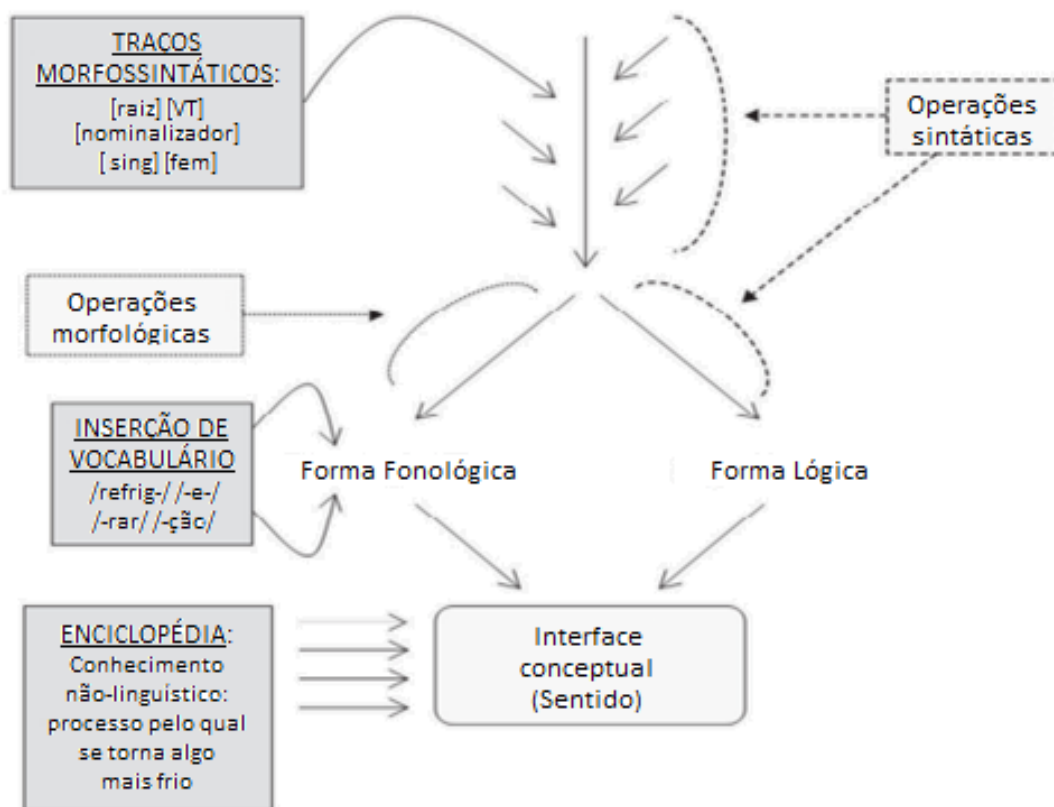 TRAÇOS
MORFOSSINTÁTICOS:
[raiz] [VT]
[nominalizador]
[ sing] [fem]
Operações
sintáticas
Operações
morfológicas
INSERÇÃO DE
VOCABULÁRIO
/refrig-/ /-e-/
/-rar/ /-ção/
Forma Fonológica
Forma Lógica
ENCICLOPÉDIA:
Conhecimento
não-linguístico:
processo pelo qual
se torna algo
mais frio
Interface
conceptual
(Sentido)